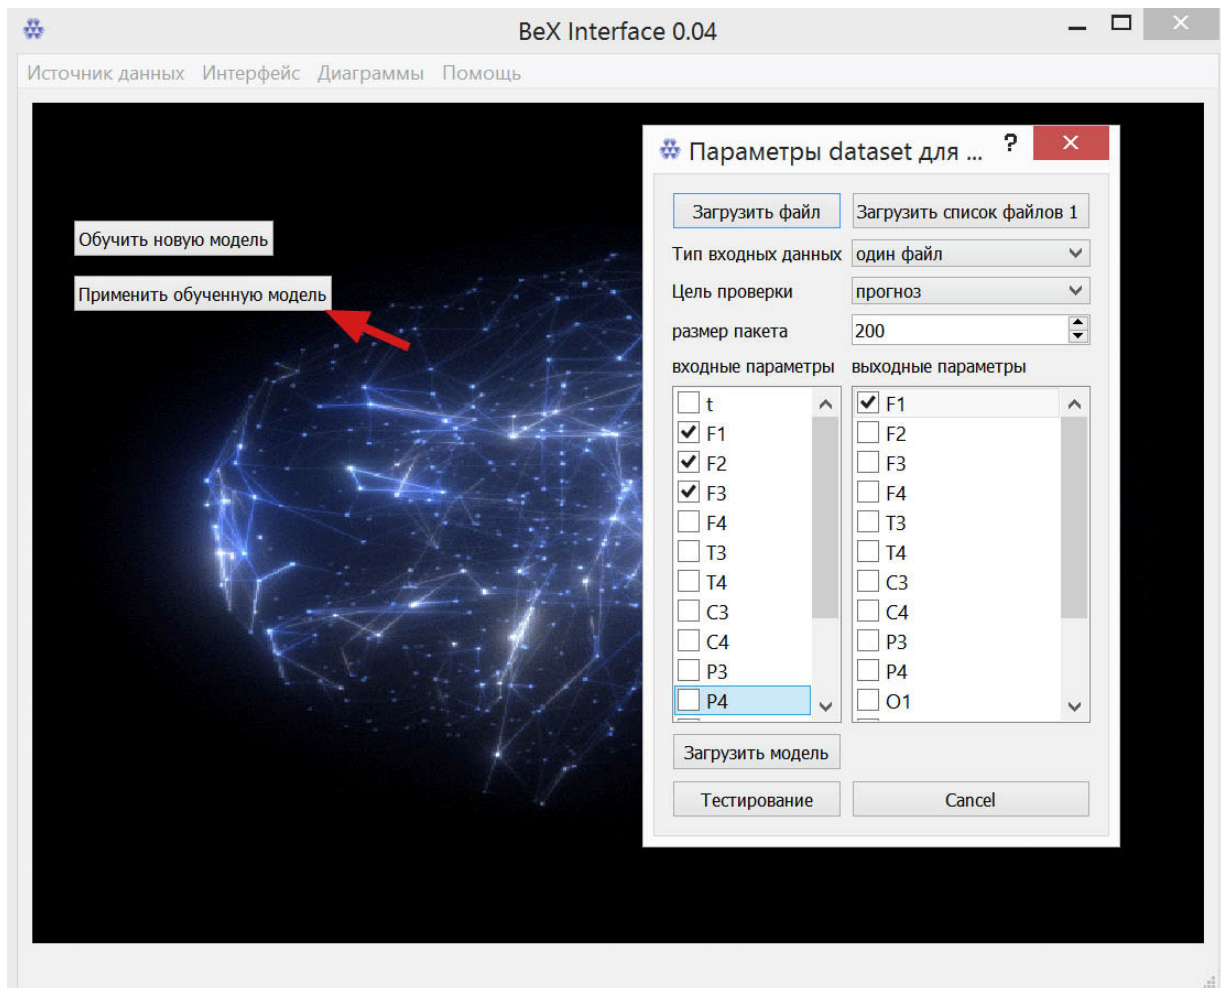 BeX Interface 0.04
Источник данных Интерфейс Диаграммы Помощь
Обучить новую модель
Применить обученную модель
Параметры dataset для ... ?
Загрузить файл Загрузить список файлов 1
Тип входных данных один файл
Цель проверки прогноз
размер пакета 200
входные параметры выходные параметры
t F1
F1 F2
F2 F3
F3 F4
F4 T3
T3 T4
T4 C3
C3 C4
C4 P3
P3 P4
P4 O1
Загрузить модель
Тестирование Cancel